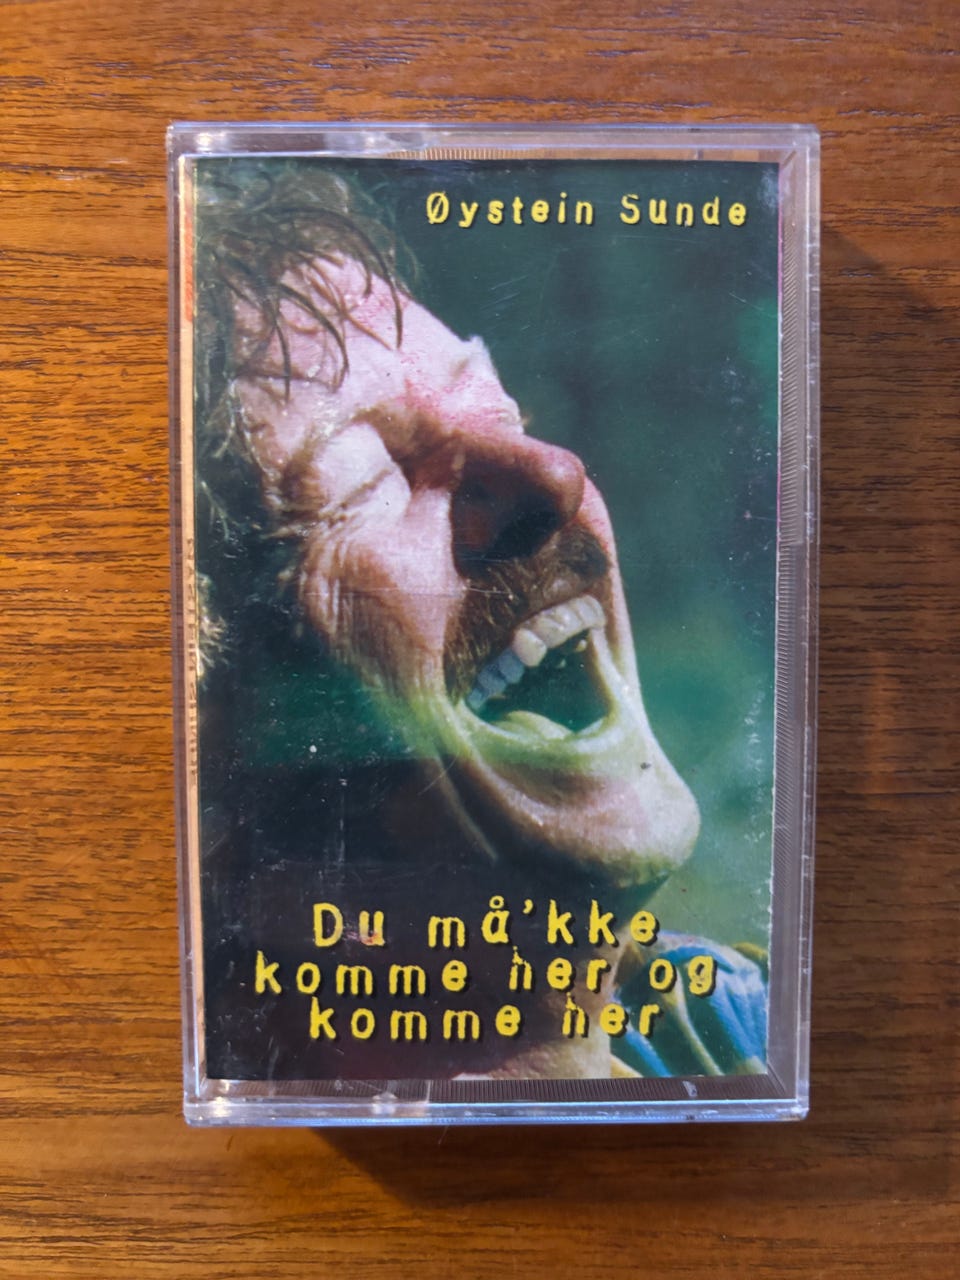 Øystein Sunde
Du må'kke
komme her og
komme her